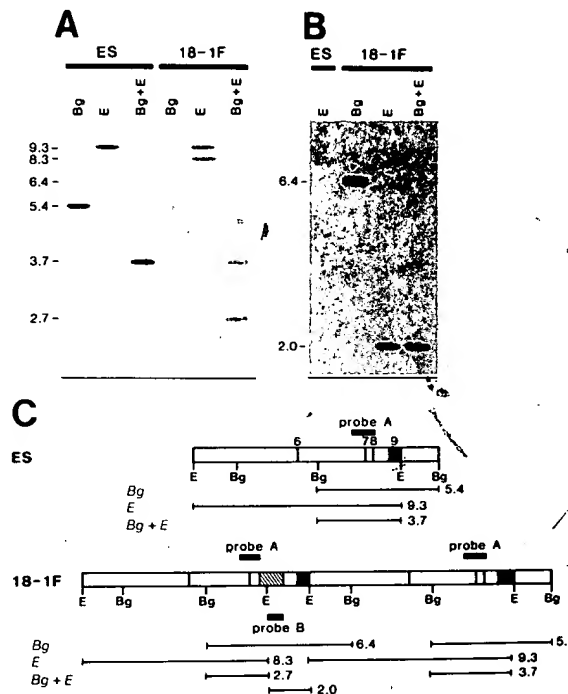 A
B
ES 18-1F
ES 18-1F
Bg E Bg+E Bg E Bg+E
E Bg E Bg+E
9.3
8.3
6.4
5.4
3.7
2.7
6.4
2.0
C
probe A
ES
6 7 8 9
E Bg Bg E Bg
Bg 5.4
E 9.3
Bg + E 3.7
probe A probe A
18-1F
E Bg Bg E E Bg Bg E Bg
probe B
Bg 6.4 5.
E 8.3 9.3
Bg+E 2.7 3.7
2.0